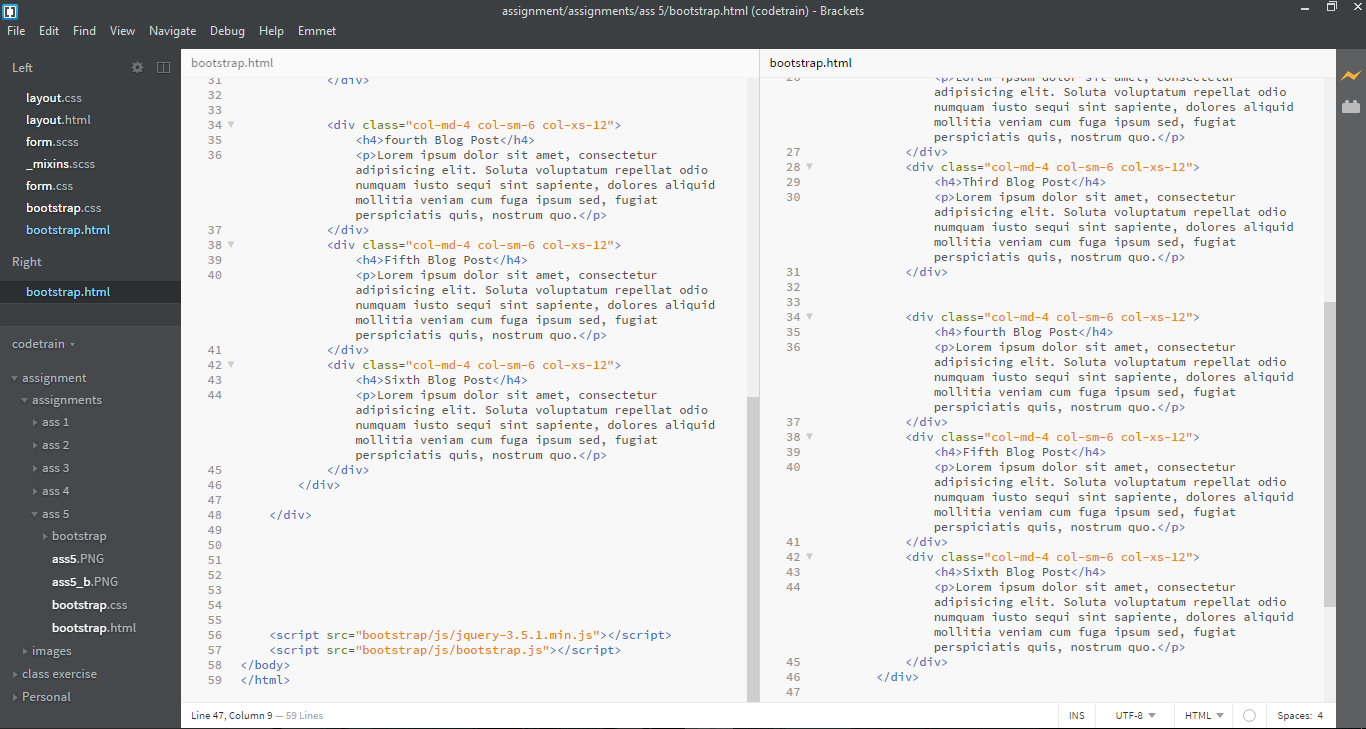 assignment/assignments/ass 5/bootstrap.html (codetrain) - Brackets
File Edit Find View Navigate Debug Help Emmet
Left
layout.css
layout.html
form.scss
_mixins.scss
form.css
bootstrap.css
bootstrap.html
Right
bootstrap.html
codetrain
assignment
assignments
ass 1
ass 2
ass 3
ass 4
ass 5
bootstrap
ass5.PNG
ass5_b.PNG
bootstrap.css
bootstrap.html
images
class exercise
Personal
bootstrap.html
31 </div>
32
33
34 <div class="col-md-4 col-sm-6 col-xs-12">
35 <h4>fourth Blog Post</h4>
36 <p>Lorem ipsum dolor sit amet, consectetur
adipisicing elit. Soluta voluptatum repellat odio
numquam iusto sequi sint sapiente, dolores aliquid
mollitia veniam cum fuga ipsum sed, fugiat
perspiciatis quis, nostrum quo.</p>
37 </div>
38 <div class="col-md-4 col-sm-6 col-xs-12">
39 <h4>Fifth Blog Post</h4>
40 <p>Lorem ipsum dolor sit amet, consectetur
adipisicing elit. Soluta voluptatum repellat odio
numquam iusto sequi sint sapiente, dolores aliquid
mollitia veniam cum fuga ipsum sed, fugiat
perspiciatis quis, nostrum quo.</p>
41 </div>
42 <div class="col-md-4 col-sm-6 col-xs-12">
43 <h4>Sixth Blog Post</h4>
44 <p>Lorem ipsum dolor sit amet, consectetur
adipisicing elit. Soluta voluptatum repellat odio
numquam iusto sequi sint sapiente, dolores aliquid
mollitia veniam cum fuga ipsum sed, fugiat
perspiciatis quis, nostrum quo.</p>
45 </div>
46 </div>
47
48 </div>
49
50
51
52
53
54
55
56 <script src="bootstrap/js/jquery-3.5.1.min.js"></script>
57 <script src="bootstrap/js/bootstrap.js"></script>
58 </body>
59 </html>
bootstrap.html
26 <p>Lorem ipsum dolor sit amet, consectetur
adipisicing elit. Soluta voluptatum repellat odio
numquam iusto sequi sint sapiente, dolores aliquid
mollitia veniam cum fuga ipsum sed, fugiat
perspiciatis quis, nostrum quo.</p>
27 </div>
28 <div class="col-md-4 col-sm-6 col-xs-12">
29 <h4>Third Blog Post</h4>
30 <p>Lorem ipsum dolor sit amet, consectetur
adipisicing elit. Soluta voluptatum repellat odio
numquam iusto sequi sint sapiente, dolores aliquid
mollitia veniam cum fuga ipsum sed, fugiat
perspiciatis quis, nostrum quo.</p>
31 </div>
32
33
34 <div class="col-md-4 col-sm-6 col-xs-12">
35 <h4>fourth Blog Post</h4>
36 <p>Lorem ipsum dolor sit amet, consectetur
adipisicing elit. Soluta voluptatum repellat odio
numquam iusto sequi sint sapiente, dolores aliquid
mollitia veniam cum fuga ipsum sed, fugiat
perspiciatis quis, nostrum quo.</p>
37 </div>
38 <div class="col-md-4 col-sm-6 col-xs-12">
39 <h4>Fifth Blog Post</h4>
40 <p>Lorem ipsum dolor sit amet, consectetur
adipisicing elit. Soluta voluptatum repellat odio
numquam iusto sequi sint sapiente, dolores aliquid
mollitia veniam cum fuga ipsum sed, fugiat
perspiciatis quis, nostrum quo.</p>
41 </div>
42 <div class="col-md-4 col-sm-6 col-xs-12">
43 <h4>Sixth Blog Post</h4>
44 <p>Lorem ipsum dolor sit amet, consectetur
adipisicing elit. Soluta voluptatum repellat odio
numquam iusto sequi sint sapiente, dolores aliquid
mollitia veniam cum fuga ipsum sed, fugiat
perspiciatis quis, nostrum quo.</p>
45 </div>
46 </div>
47
Line 47, Column 9 — 59 Lines INS UTF-8 HTML Spaces: 4